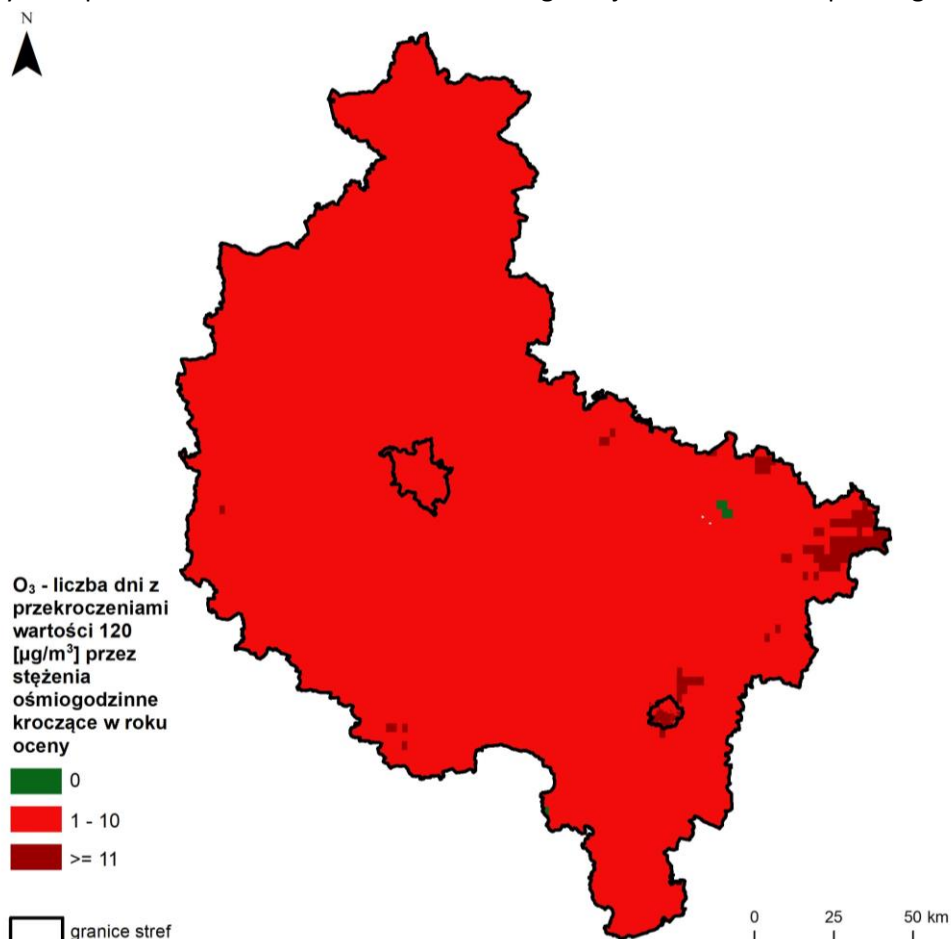 N
O₃ - liczba dni z
przekroczeniami
wartości 120
[µg/m³] przez
stężenia
ośmiogodzinne
kroczące w roku
oceny
0
1 - 10
>= 11
granice stref
0 25 50 km